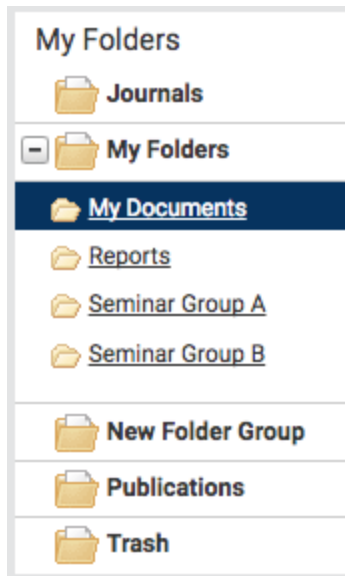 My Folders
Journals
My Folders
My Documents
Reports
Seminar Group A
Seminar Group B
New Folder Group
Publications
Trash